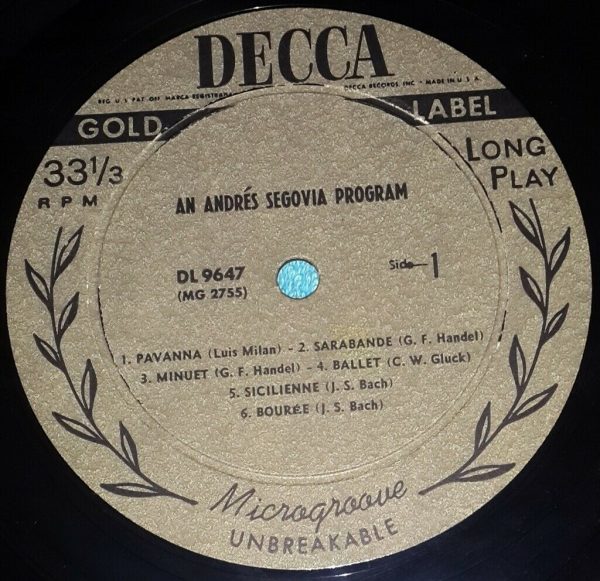 DECCA
REG. U S PAT OFF MARCA REGISTRADA
DECCA RECORDS, INC. • MADE IN U S A
GOLD LABEL
33 1/3
RPM
LONG
PLAY
AN ANDRÉS SEGOVIA PROGRAM
DL 9647
(MG 2755)
Side—1
1. PAVANNA (Luis Milan) - 2. SARABANDE (G. F. Handel)
3. MINUET (G. F. Handel) - 4. BALLET (C. W. Gluck)
5. SICILIENNE (J. S. Bach)
6. BOURÉE (J. S. Bach)
Microgroove
UNBREAKABLE